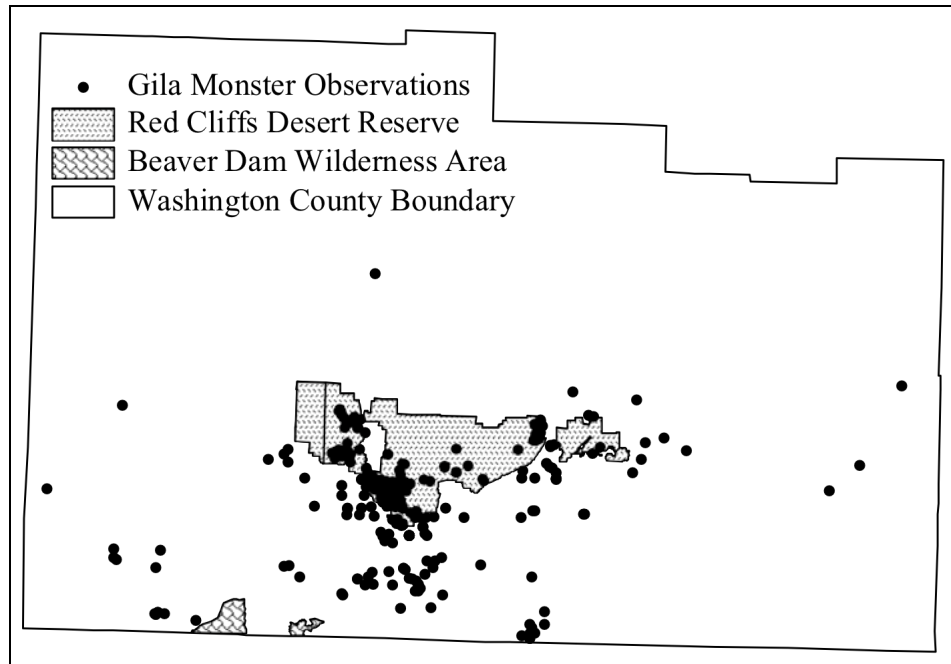 Gila Monster Observations
Red Cliffs Desert Reserve
Beaver Dam Wilderness Area
Washington County Boundary